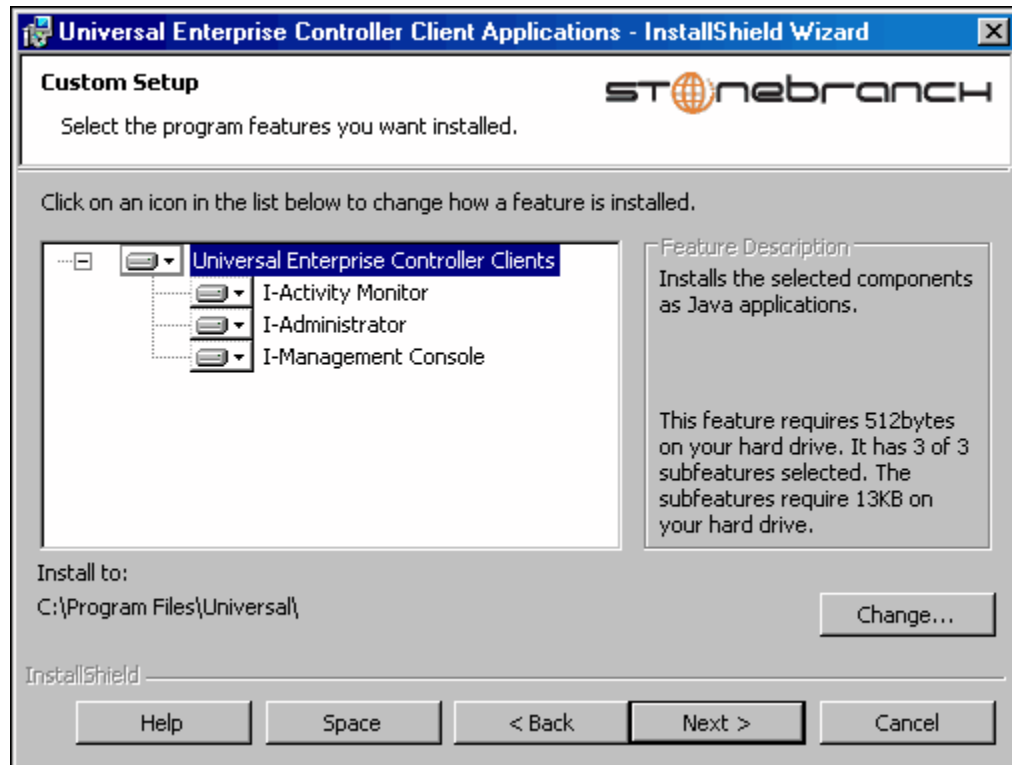 Universal Enterprise Controller Client Applications - InstallShield Wizard
Custom Setup
STONEBRANCH
Select the program features you want installed.
Click on an icon in the list below to change how a feature is installed.
Universal Enterprise Controller Clients
I-Activity Monitor
I-Administrator
I-Management Console
Feature Description
Installs the selected components
as Java applications.
This feature requires 512bytes
on your hard drive. It has 3 of 3
subfeatures selected. The
subfeatures require 13KB on
your hard drive.
Install to:
C:\Program Files\Universal\
Change...
InstallShield
Help
Space
< Back
Next >
Cancel